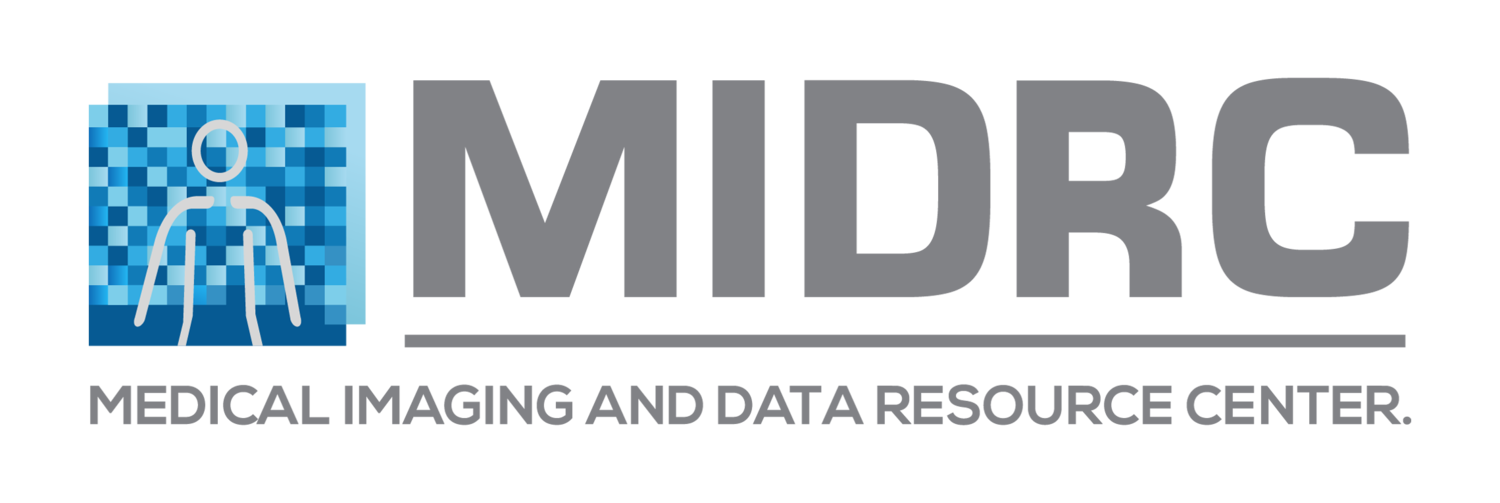 MIDRC
MEDICAL IMAGING AND DATA RESOURCE CENTER.